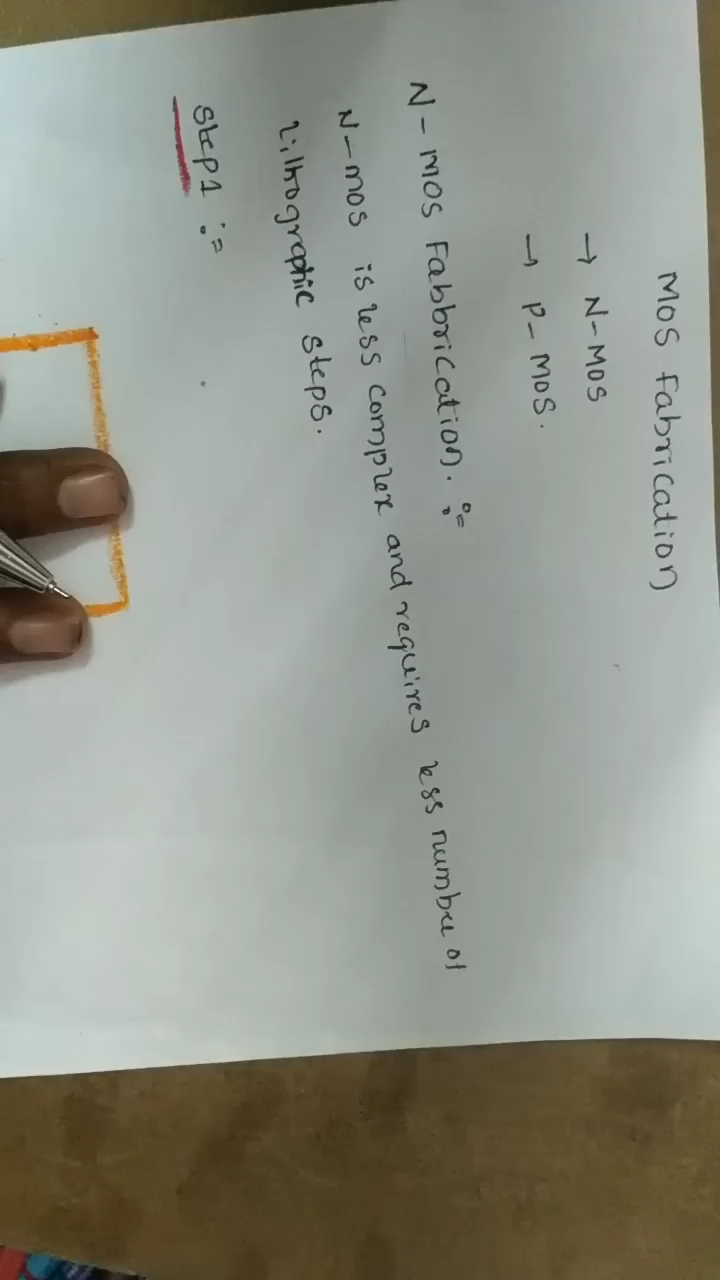 MOS Fabrication
→ N-MOS
→ P-MOS.
N-MOS Fabbrication. :=
N-MOS is less complex and requires less number of
Lithographic steps.
Step1 :=